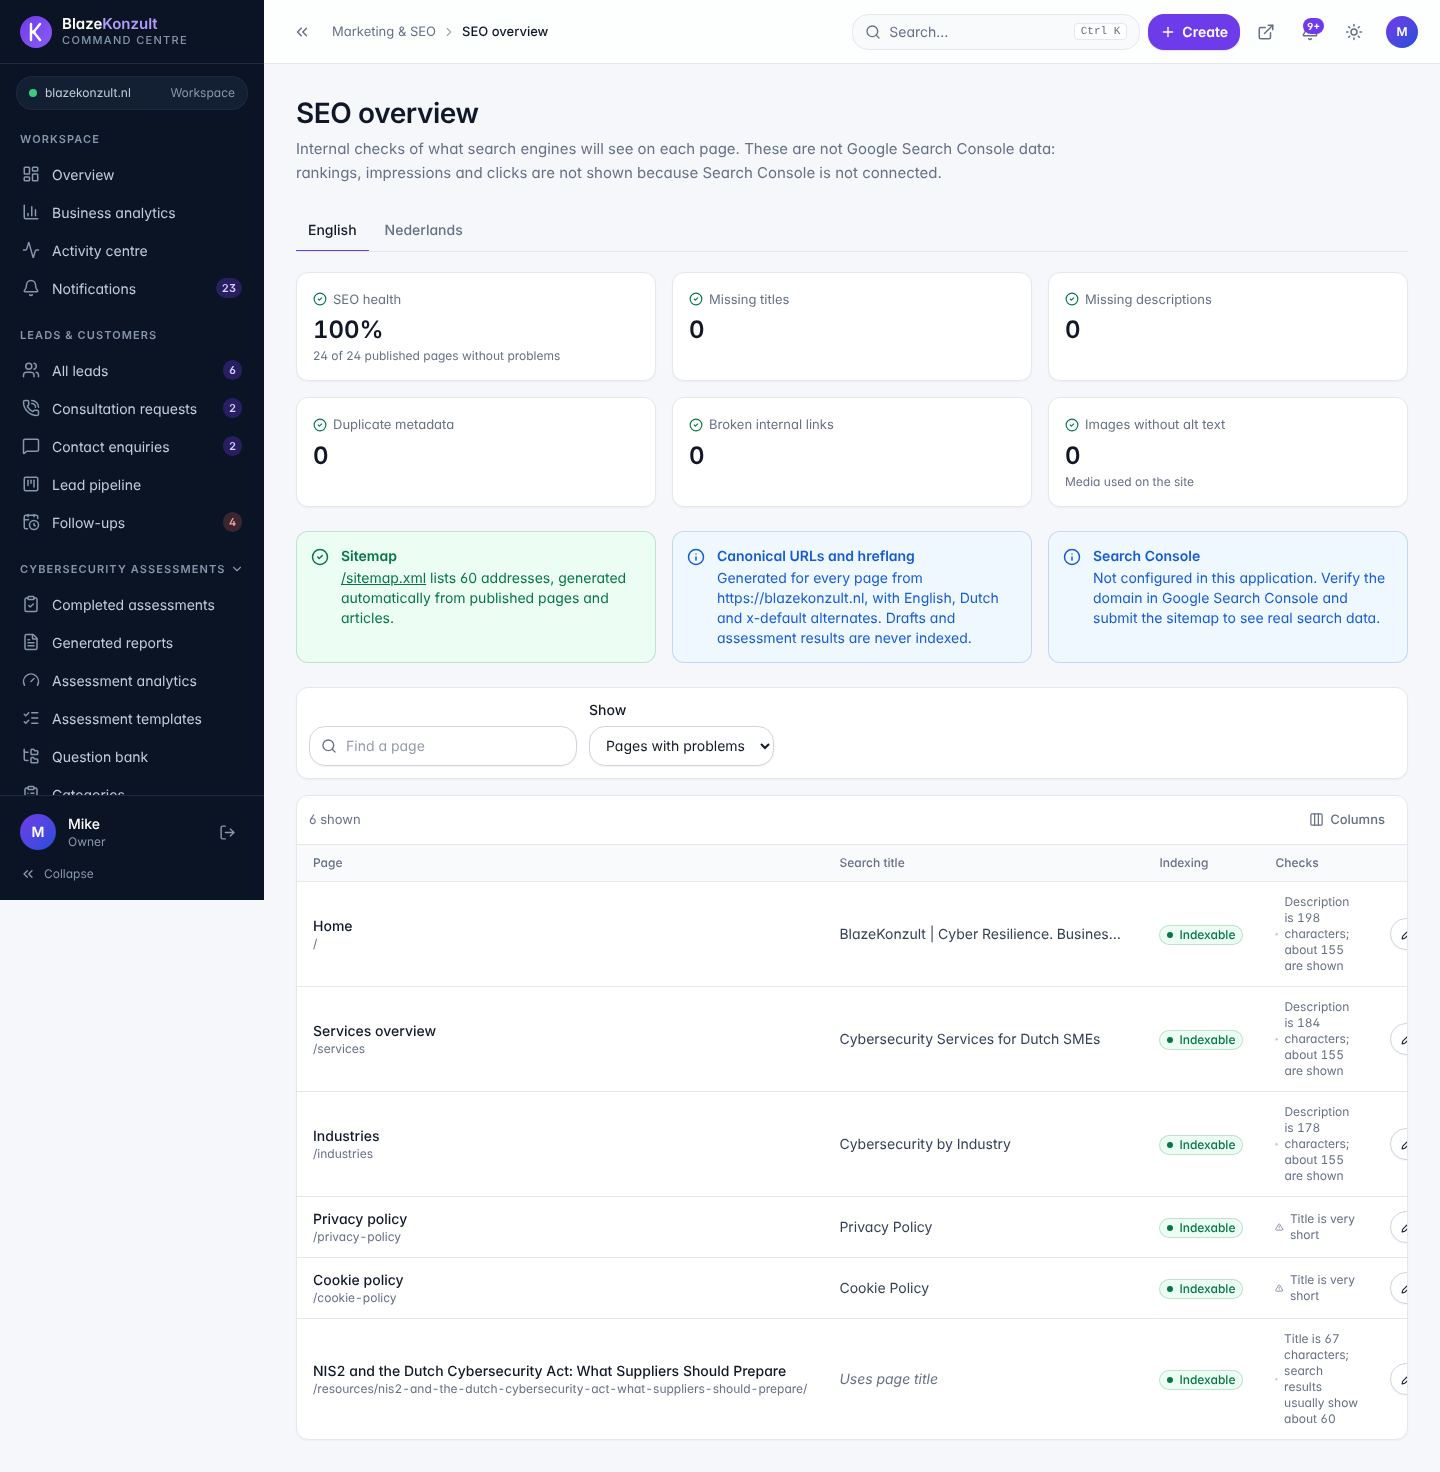 BlazeKonzult
COMMAND CENTRE
Marketing & SEO
SEO overview
Search...
Ctrl K
Create
9+
M
blazekonzult.nl
Workspace
WORKSPACE
Overview
Business analytics
Activity centre
Notifications
23
LEADS & CUSTOMERS
All leads
6
Consultation requests
2
Contact enquiries
2
Lead pipeline
Follow-ups
4
CYBERSECURITY ASSESSMENTS
Completed assessments
Generated reports
Assessment analytics
Assessment templates
Question bank
Categories
M
Mike
Owner
Collapse
SEO overview
Internal checks of what search engines will see on each page. These are not Google Search Console data:
rankings, impressions and clicks are not shown because Search Console is not connected.
English
Nederlands
SEO health
100%
24 of 24 published pages without problems
Missing titles
0
Missing descriptions
0
Duplicate metadata
0
Broken internal links
0
Images without alt text
0
Media used on the site
Sitemap
/sitemap.xml lists 60 addresses, generated
automatically from published pages and
articles.
Canonical URLs and hreflang
Generated for every page from
https://blazekonzult.nl, with English, Dutch
and x-default alternates. Drafts and
assessment results are never indexed.
Search Console
Not configured in this application. Verify the
domain in Google Search Console and
submit the sitemap to see real search data.
Find a page
Show
Pages with problems
6 shown
Columns
Page
Search title
Indexing
Checks
Home
/
BlazeKonzult | Cyber Resilience. Busines...
Indexable
Description
is 198
characters;
about 155
are shown
Services overview
/services
Cybersecurity Services for Dutch SMEs
Indexable
Description
is 184
characters;
about 155
are shown
Industries
/industries
Cybersecurity by Industry
Indexable
Description
is 178
characters;
about 155
are shown
Privacy policy
/privacy-policy
Privacy Policy
Indexable
Title is very
short
Cookie policy
/cookie-policy
Cookie Policy
Indexable
Title is very
short
NIS2 and the Dutch Cybersecurity Act: What Suppliers Should Prepare
/resources/nis2-and-the-dutch-cybersecurity-act-what-suppliers-should-prepare/
Uses page title
Indexable
Title is 67
characters;
search
results
usually show
about 60